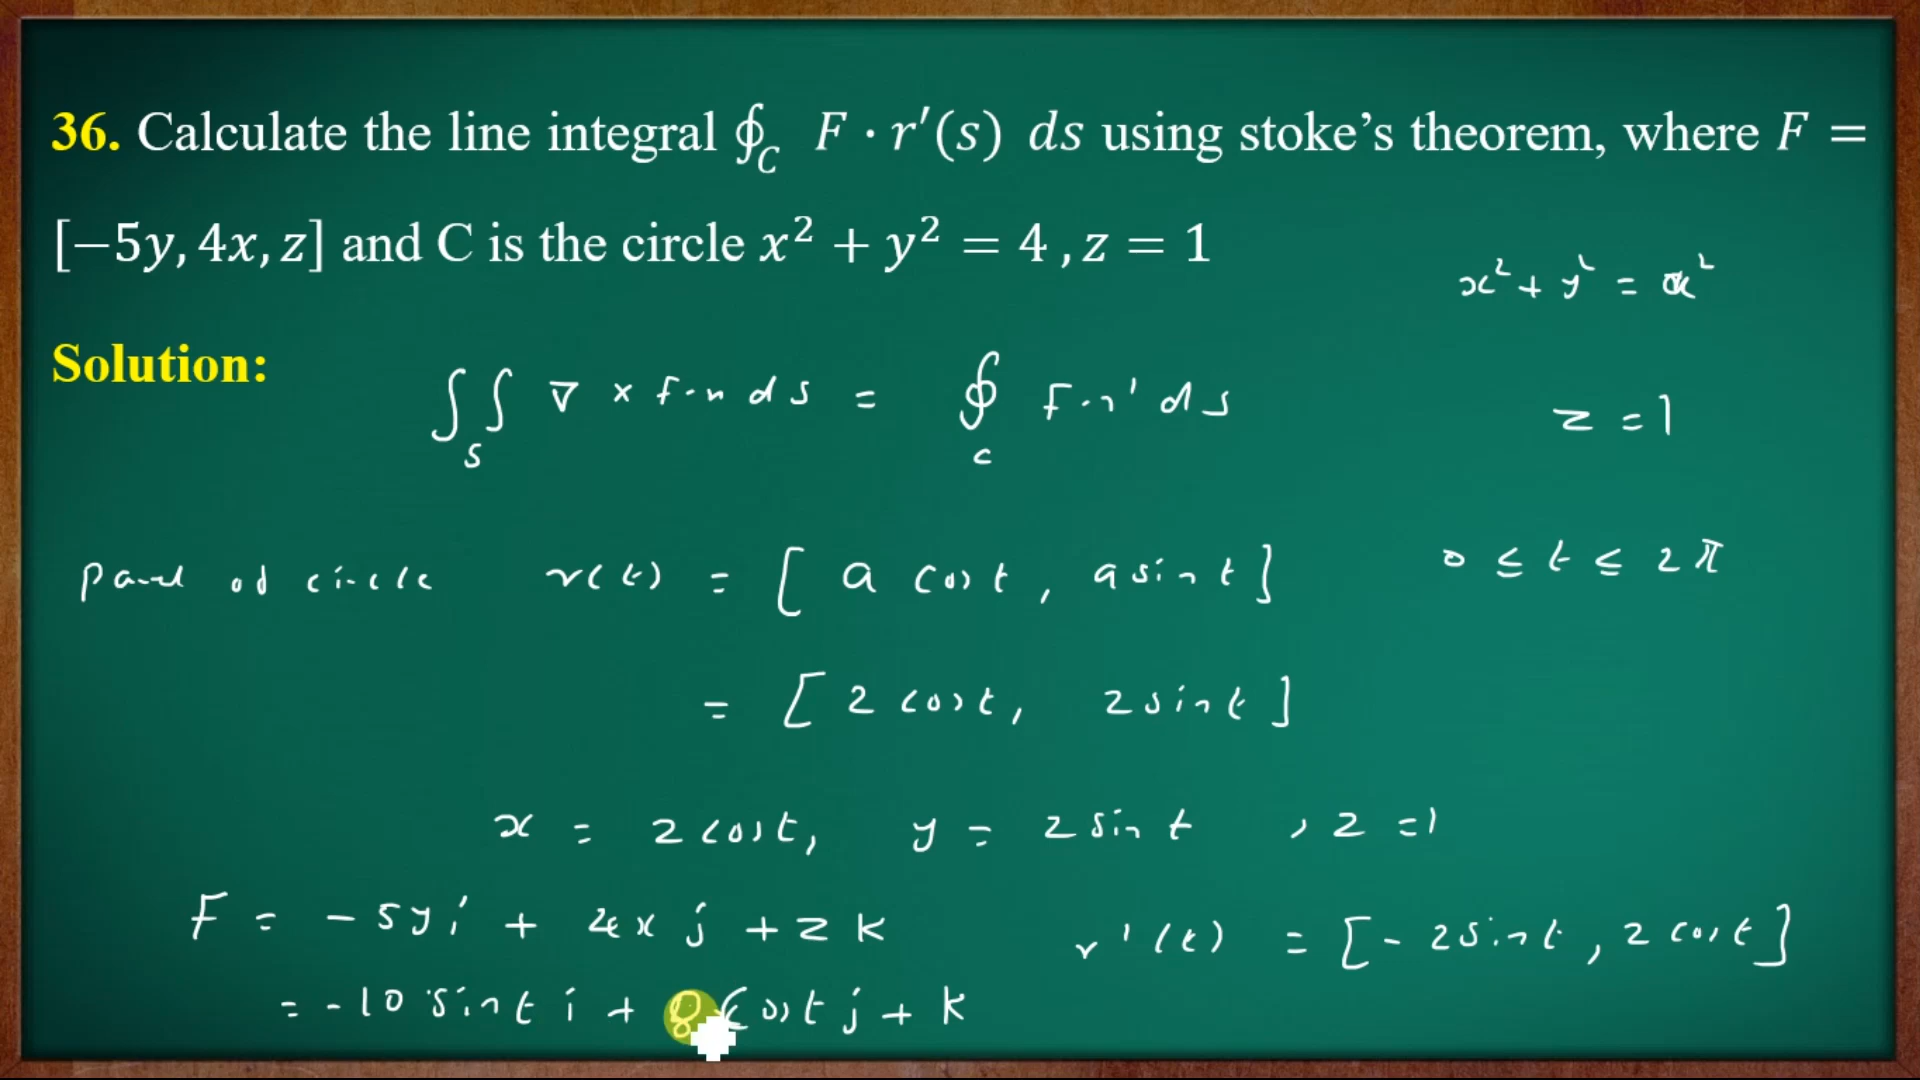 36. Calculate the line integral ∮_C F · r′(s) ds using stoke’s theorem, where F =
[−5y, 4x, z] and C is the circle x² + y² = 4 , z = 1
x² + y² = a²
Solution:
∫∫_S ∇ × F · n ds = ∮_C F · r' ds
z = 1
of circle r(t) = [ a cos t , a sin t ] 0 ≤ t ≤ 2π
= [ 2 cos t, 2 sin t ]
x = 2 cos t, y = 2 sin t , z = 1
F = - 5y i + 4x j + z k
r'(t) = [ - 2 sin t , 2 cos t ]
= - 10 sin t i + 8 cos t j + k